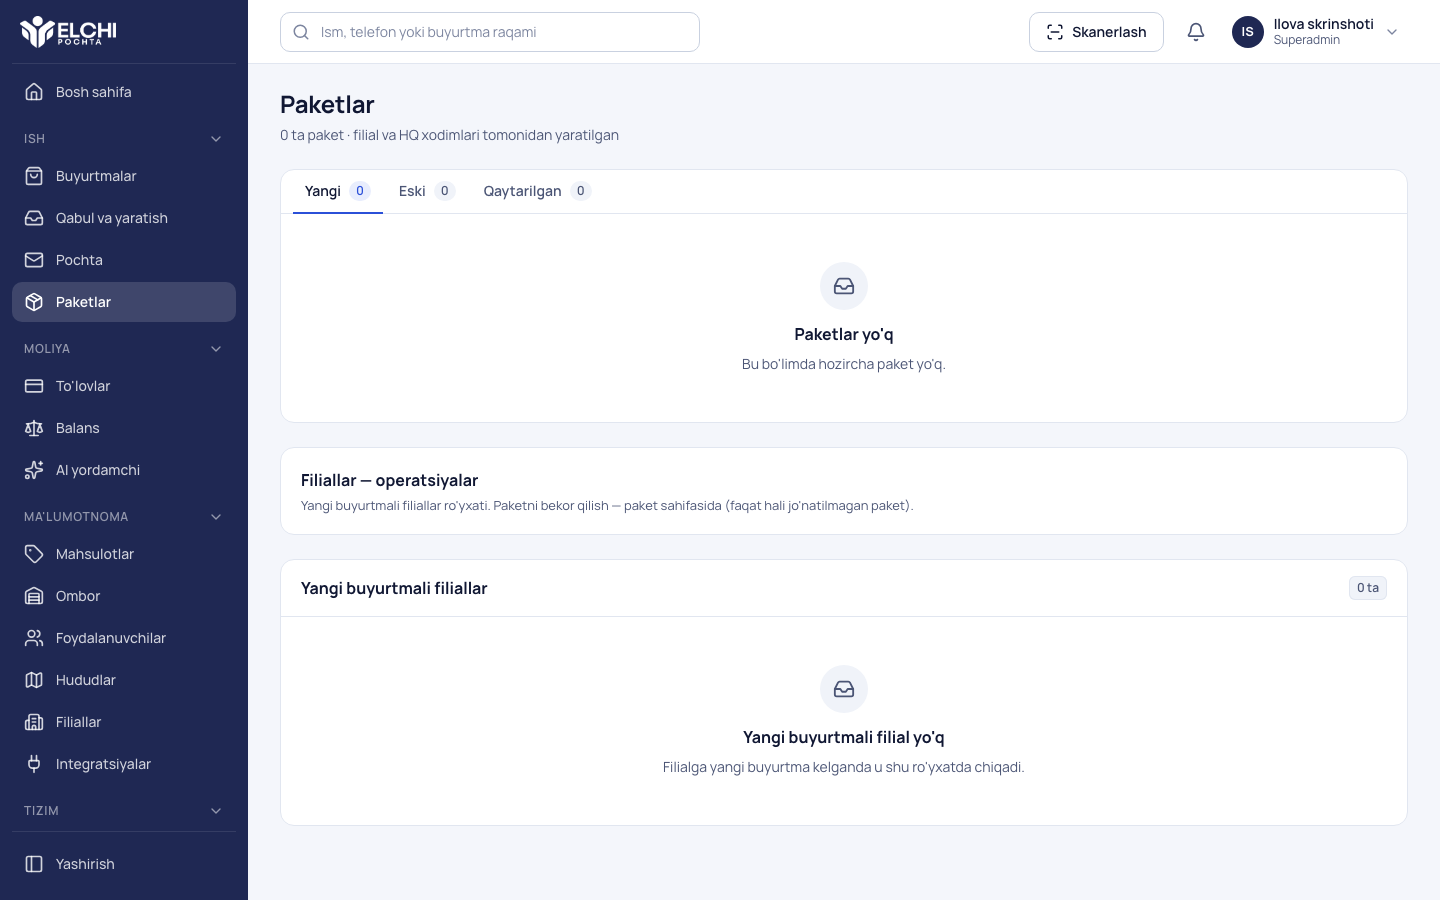 ELCHI
POCHTA
Ism, telefon yoki buyurtma raqami
Skanerlash
IS
Ilova skrinshoti
Superadmin
Bosh sahifa
ISH
Buyurtmalar
Qabul va yaratish
Pochta
Paketlar
MOLIYA
To'lovlar
Balans
AI yordamchi
MA'LUMOTNOMA
Mahsulotlar
Ombor
Foydalanuvchilar
Hududlar
Filiallar
Integratsiyalar
TIZIM
Yashirish
Paketlar
0 ta paket · filial va HQ xodimlari tomonidan yaratilgan
Yangi 0 Eski 0 Qaytarilgan 0
Paketlar yo'q
Bu bo'limda hozircha paket yo'q.
Filiallar — operatsiyalar
Yangi buyurtmali filiallar ro'yxati. Paketni bekor qilish — paket sahifasida (faqat hali jo'natilmagan paket).
Yangi buyurtmali filiallar
0 ta
Yangi buyurtmali filial yo'q
Filialga yangi buyurtma kelganda u shu ro'yxatda chiqadi.